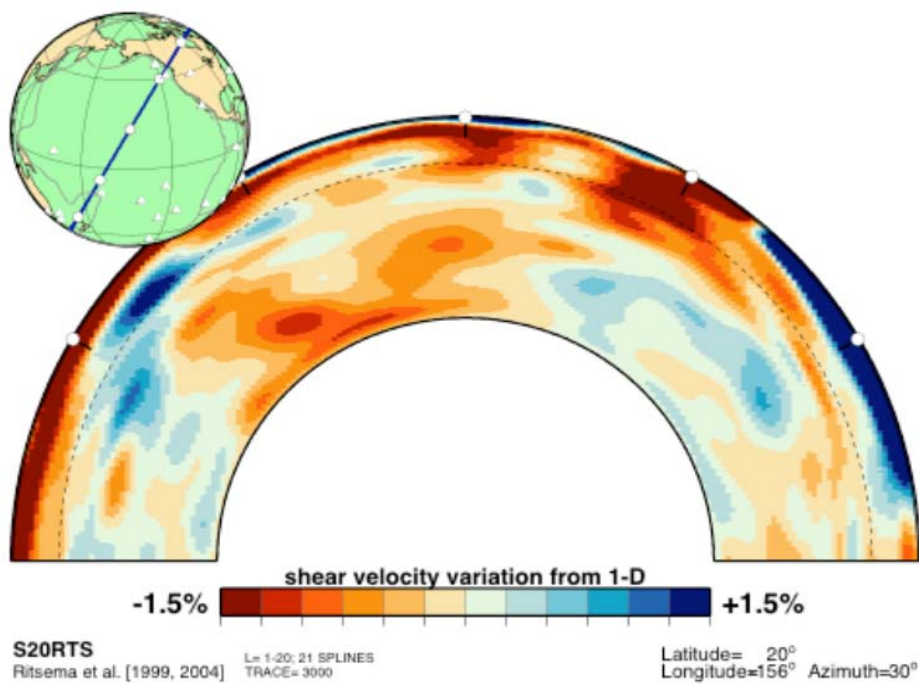 shear velocity variation from 1-D
-1.5% +1.5%
S20RTS
Ritsema et al. [1999, 2004]
L= 1-20; 21 SPLINES
TRACE= 3000
Latitude= 20°
Longitude=-156° Azimuth=30°